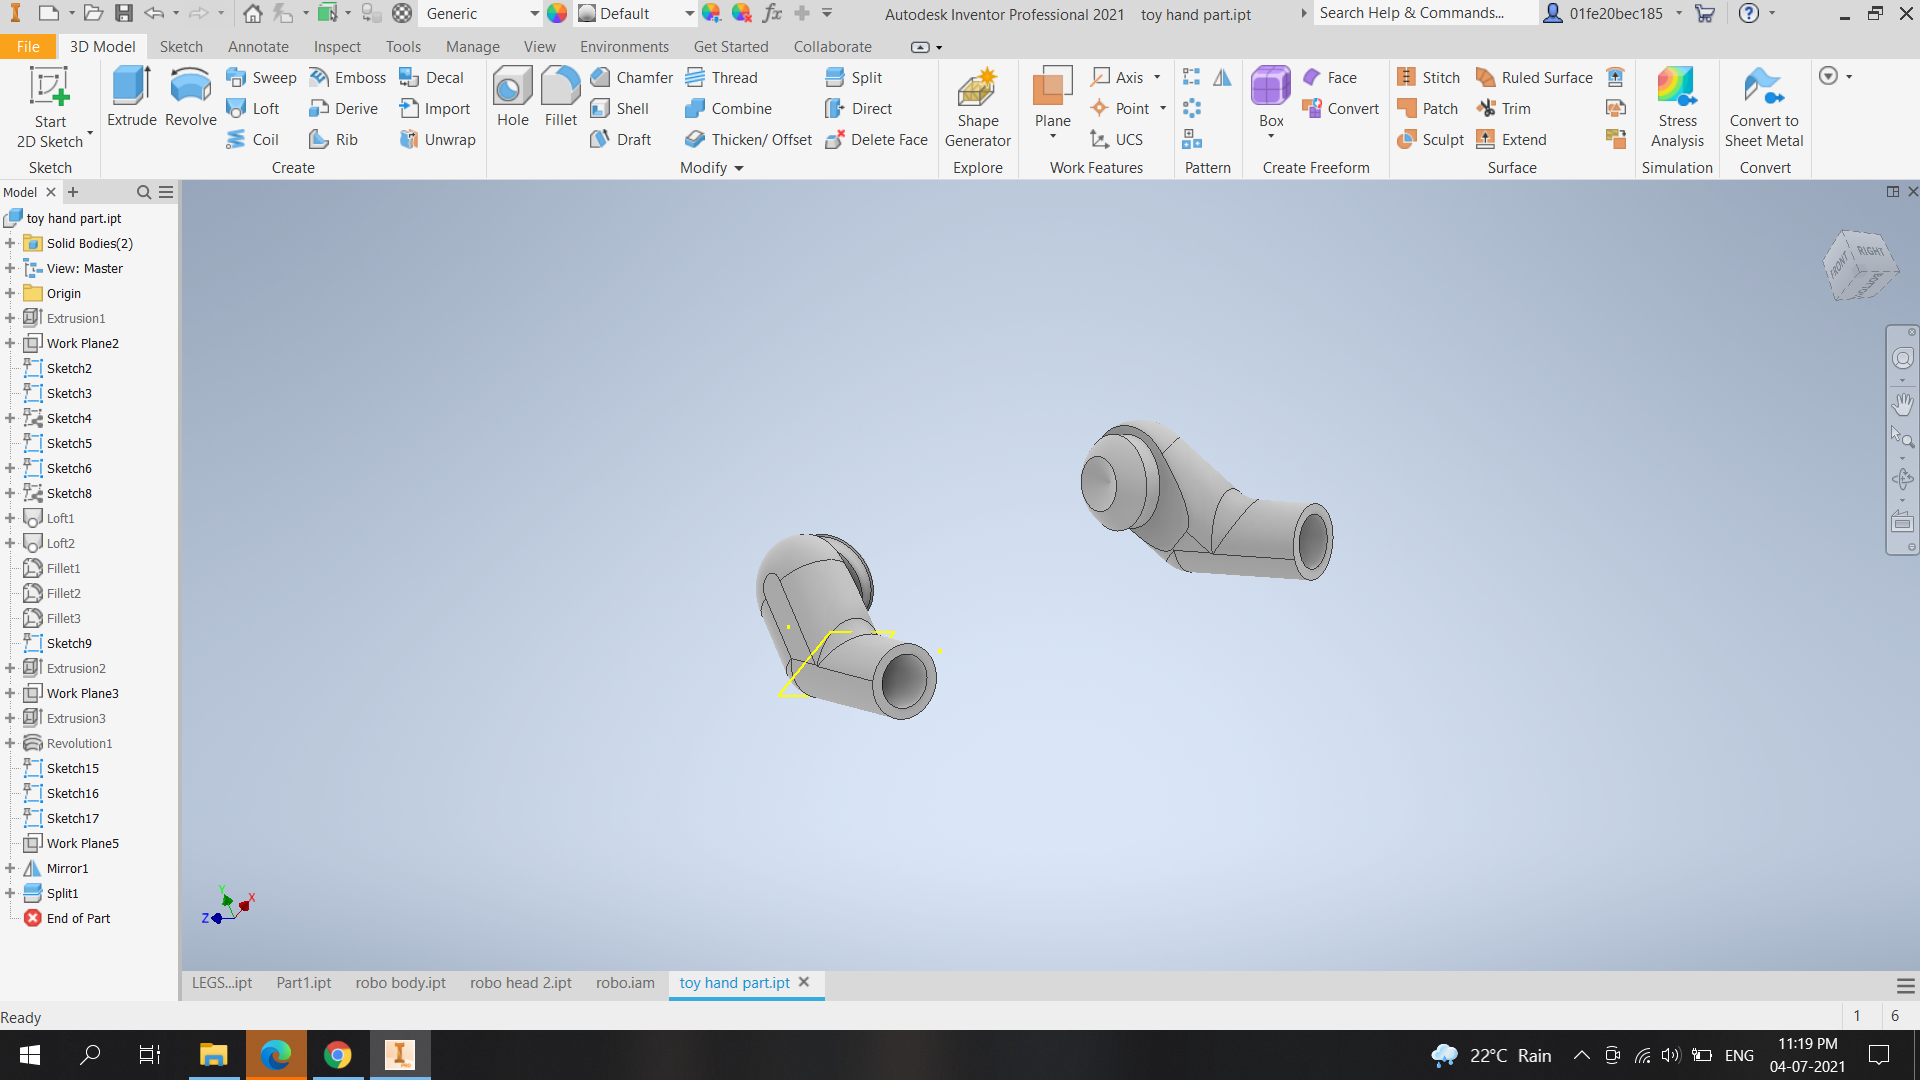 Generic
Default
fx
Autodesk Inventor Professional 2021 toy hand part.ipt
Search Help & Commands...
01fe20bec185
File 3D Model Sketch Annotate Inspect Tools Manage View Environments Get Started Collaborate
Start
2D Sketch
Sketch
Extrude
Revolve
Sweep
Loft
Coil
Emboss
Derive
Rib
Decal
Import
Unwrap
Create
Hole
Fillet
Chamfer
Shell
Draft
Thread
Combine
Thicken/ Offset
Split
Direct
Delete Face
Modify
Shape
Generator
Explore
Plane
Axis
Point
UCS
Work Features
Pattern
Box
Face
Convert
Create Freeform
Stitch
Patch
Sculpt
Ruled Surface
Trim
Extend
Surface
Stress
Analysis
Simulation
Convert to
Sheet Metal
Convert
Model
toy hand part.ipt
Solid Bodies(2)
View: Master
Origin
Extrusion1
Work Plane2
Sketch2
Sketch3
Sketch4
Sketch5
Sketch6
Sketch8
Loft1
Loft2
Fillet1
Fillet2
Fillet3
Sketch9
Extrusion2
Work Plane3
Extrusion3
Revolution1
Sketch15
Sketch16
Sketch17
Work Plane5
Mirror1
Split1
End of Part
FRONT
RIGHT
Y
X
Z
LEGS...ipt Part1.ipt robo body.ipt robo head 2.ipt robo.iam toy hand part.ipt
Ready
1 6
22°C Rain
ENG
11:19 PM
04-07-2021